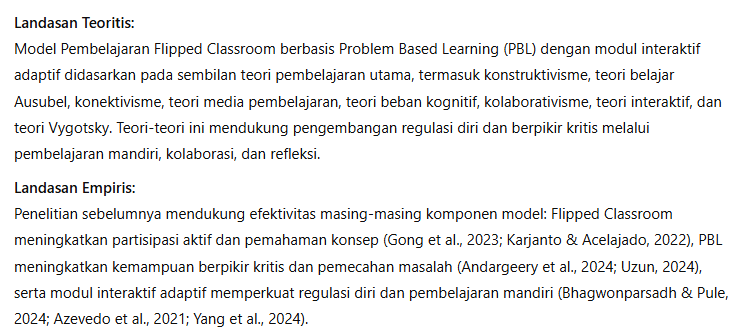 Landasan Teoritis:
Model Pembelajaran Flipped Classroom berbasis Problem Based Learning (PBL) dengan modul interaktif
adaptif didasarkan pada sembilan teori pembelajaran utama, termasuk konstruktivisme, teori belajar
Ausubel, konektivisme, teori media pembelajaran, teori beban kognitif, kolaborativisme, teori interaktif, dan
teori Vygotsky. Teori-teori ini mendukung pengembangan regulasi diri dan berpikir kritis melalui
pembelajaran mandiri, kolaborasi, dan refleksi.
Landasan Empiris:
Penelitian sebelumnya mendukung efektivitas masing-masing komponen model: Flipped Classroom
meningkatkan partisipasi aktif dan pemahaman konsep (Gong et al., 2023; Karjanto & Acelajado, 2022), PBL
meningkatkan kemampuan berpikir kritis dan pemecahan masalah (Andargeery et al., 2024; Uzun, 2024),
serta modul interaktif adaptif memperkuat regulasi diri dan pembelajaran mandiri (Bhagwonparsadh & Pule,
2024; Azevedo et al., 2021; Yang et al., 2024).